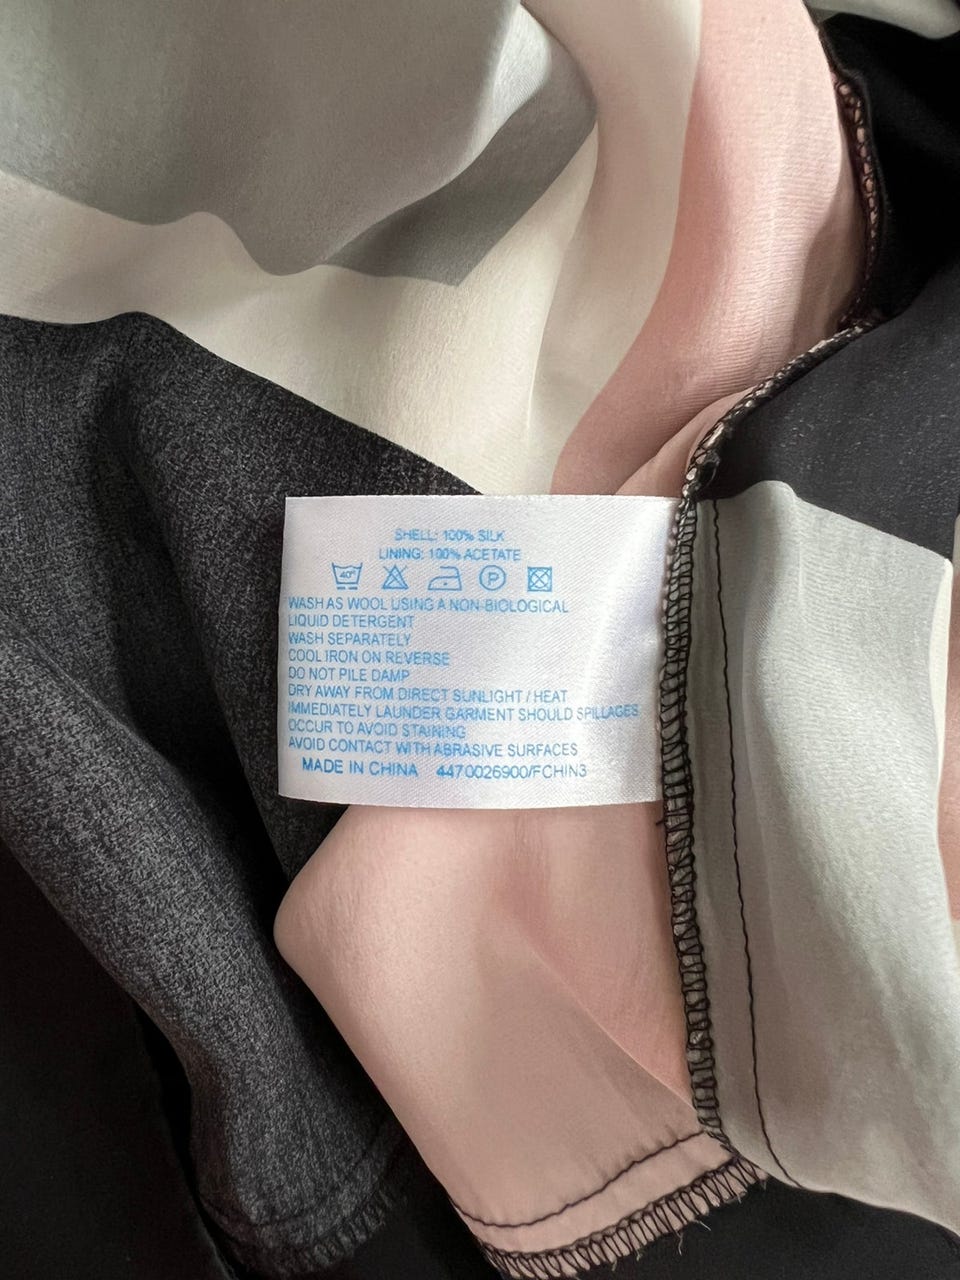 SHELL: 100% SILK
LINING: 100% ACETATE
40° P
WASH AS WOOL USING A NON-BIOLOGICAL
LIQUID DETERGENT
WASH SEPARATELY
COOL IRON ON REVERSE
DO NOT PILE DAMP
DRY AWAY FROM DIRECT SUNLIGHT / HEAT
IMMEDIATELY LAUNDER GARMENT SHOULD SPILLAGES
OCCUR TO AVOID STAINING
AVOID CONTACT WITH ABRASIVE SURFACES
MADE IN CHINA 4470026900/FCHIN3